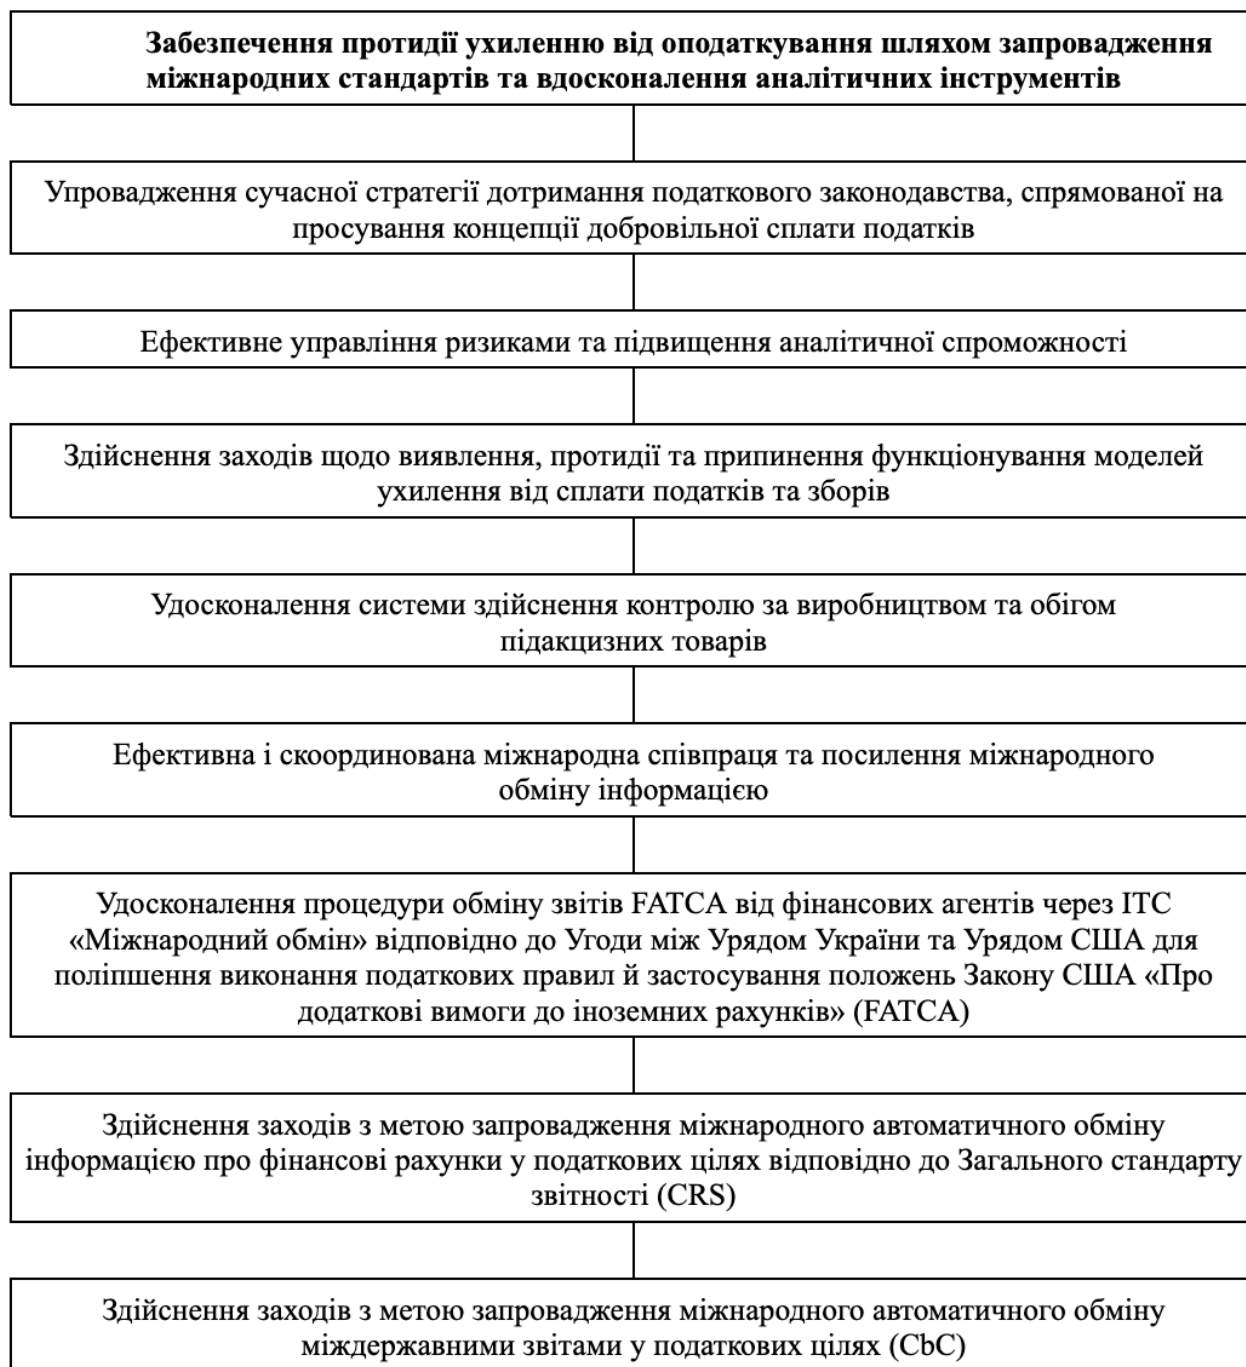 Забезпечення протидії ухиленню від оподаткування шляхом запровадження
міжнародних стандартів та вдосконалення аналітичних інструментів
Упровадження сучасної стратегії дотримання податкового законодавства, спрямованої на
просування концепції добровільної сплати податків
Ефективне управління ризиками та підвищення аналітичної спроможності
Здійснення заходів щодо виявлення, протидії та припинення функціонування моделей
ухилення від сплати податків та зборів
Удосконалення системи здійснення контролю за виробництвом та обігом
підакцизних товарів
Ефективна і скоординована міжнародна співпраця та посилення міжнародного
обміну інформацією
Удосконалення процедури обміну звітів FATCA від фінансових агентів через ІТС
«Міжнародний обмін» відповідно до Угоди між Урядом України та Урядом США для
поліпшення виконання податкових правил й застосування положень Закону США «Про
додаткові вимоги до іноземних рахунків» (FATCA)
Здійснення заходів з метою запровадження міжнародного автоматичного обміну
інформацією про фінансові рахунки у податкових цілях відповідно до Загального стандарту
звітності (CRS)
Здійснення заходів з метою запровадження міжнародного автоматичного обміну
міждержавними звітами у податкових цілях (CbC)